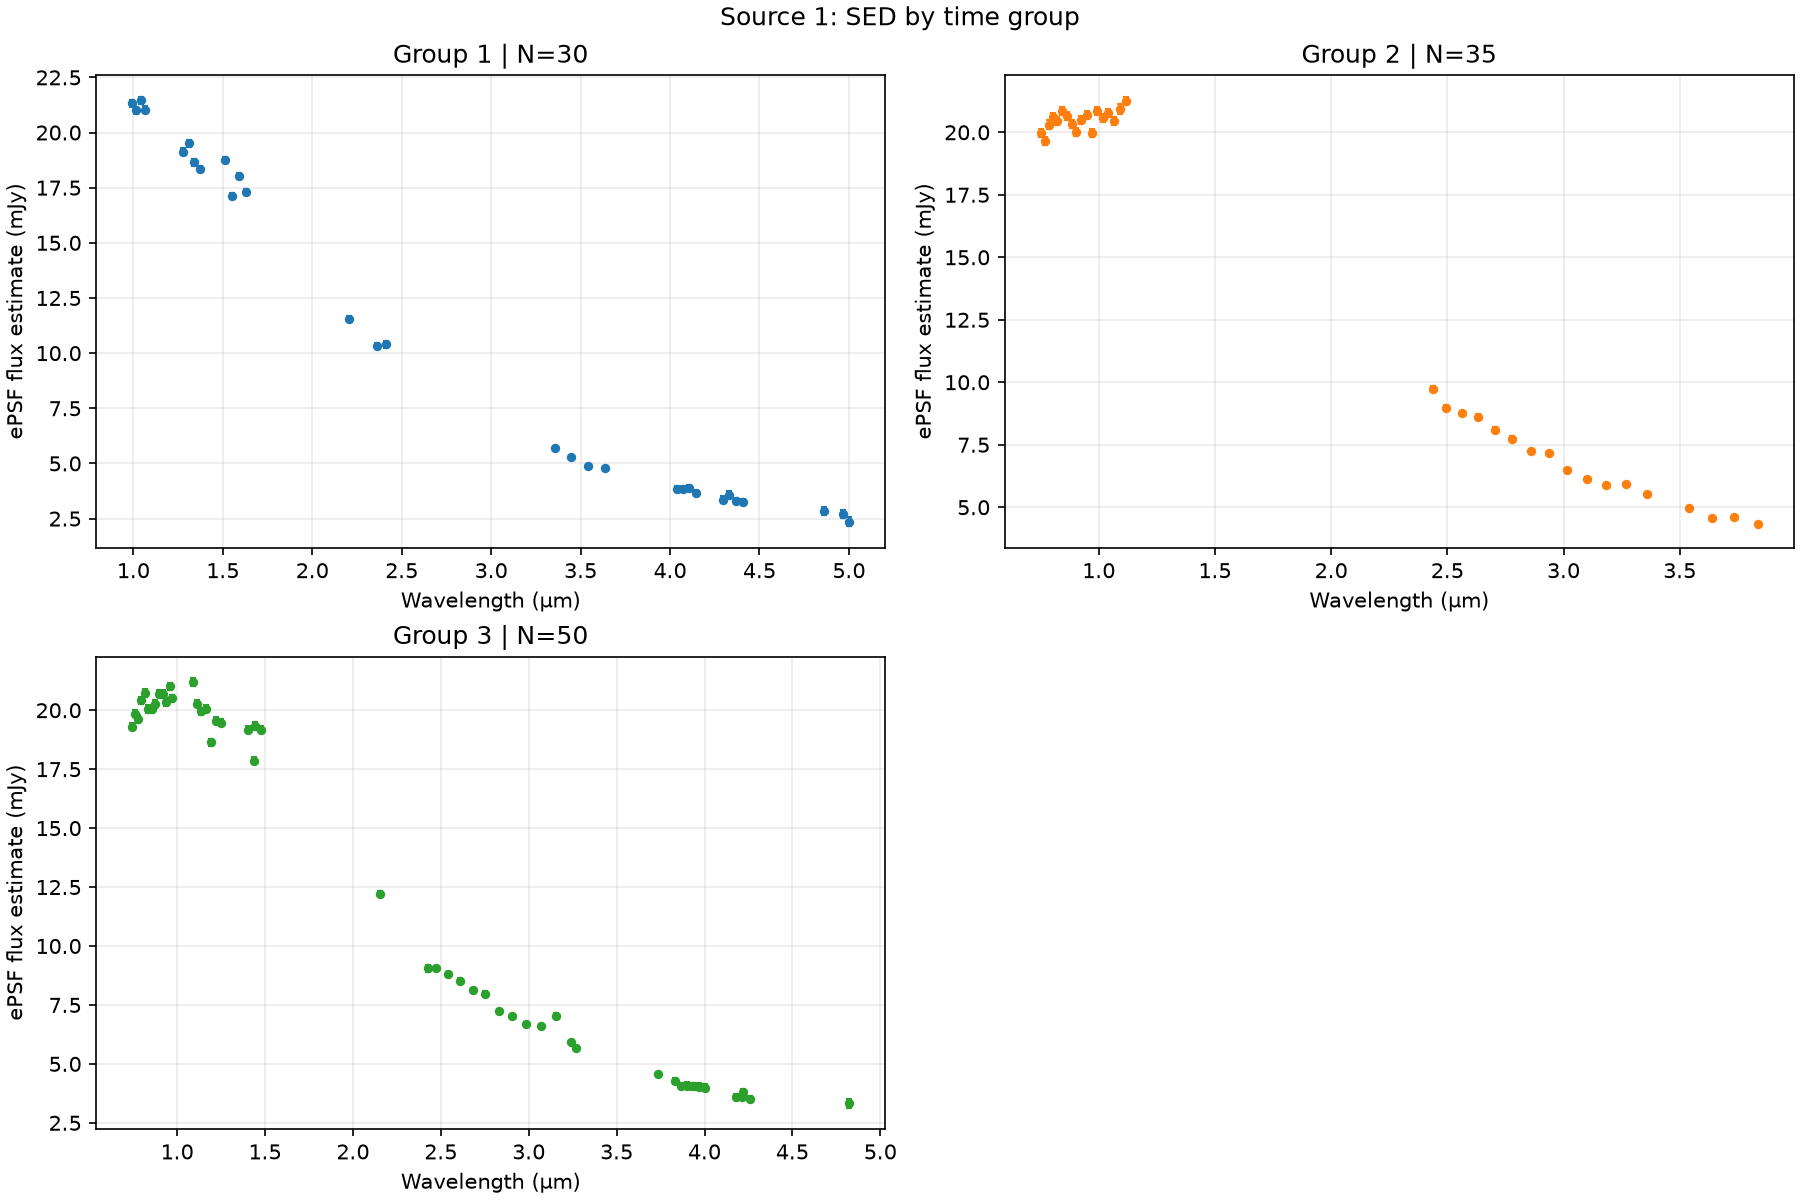 Source 1: SED by time group
Group 1 | N=30
22.5
20.0
17.5
15.0
12.5
10.0
7.5
5.0
2.5
ePSF flux estimate (mJy)
1.0 1.5 2.0 2.5 3.0 3.5 4.0 4.5 5.0
Wavelength (μm)
Group 2 | N=35
20.0
17.5
15.0
12.5
10.0
7.5
5.0
ePSF flux estimate (mJy)
1.0 1.5 2.0 2.5 3.0 3.5
Wavelength (μm)
Group 3 | N=50
20.0
17.5
15.0
12.5
10.0
7.5
5.0
2.5
ePSF flux estimate (mJy)
1.0 1.5 2.0 2.5 3.0 3.5 4.0 4.5 5.0
Wavelength (μm)